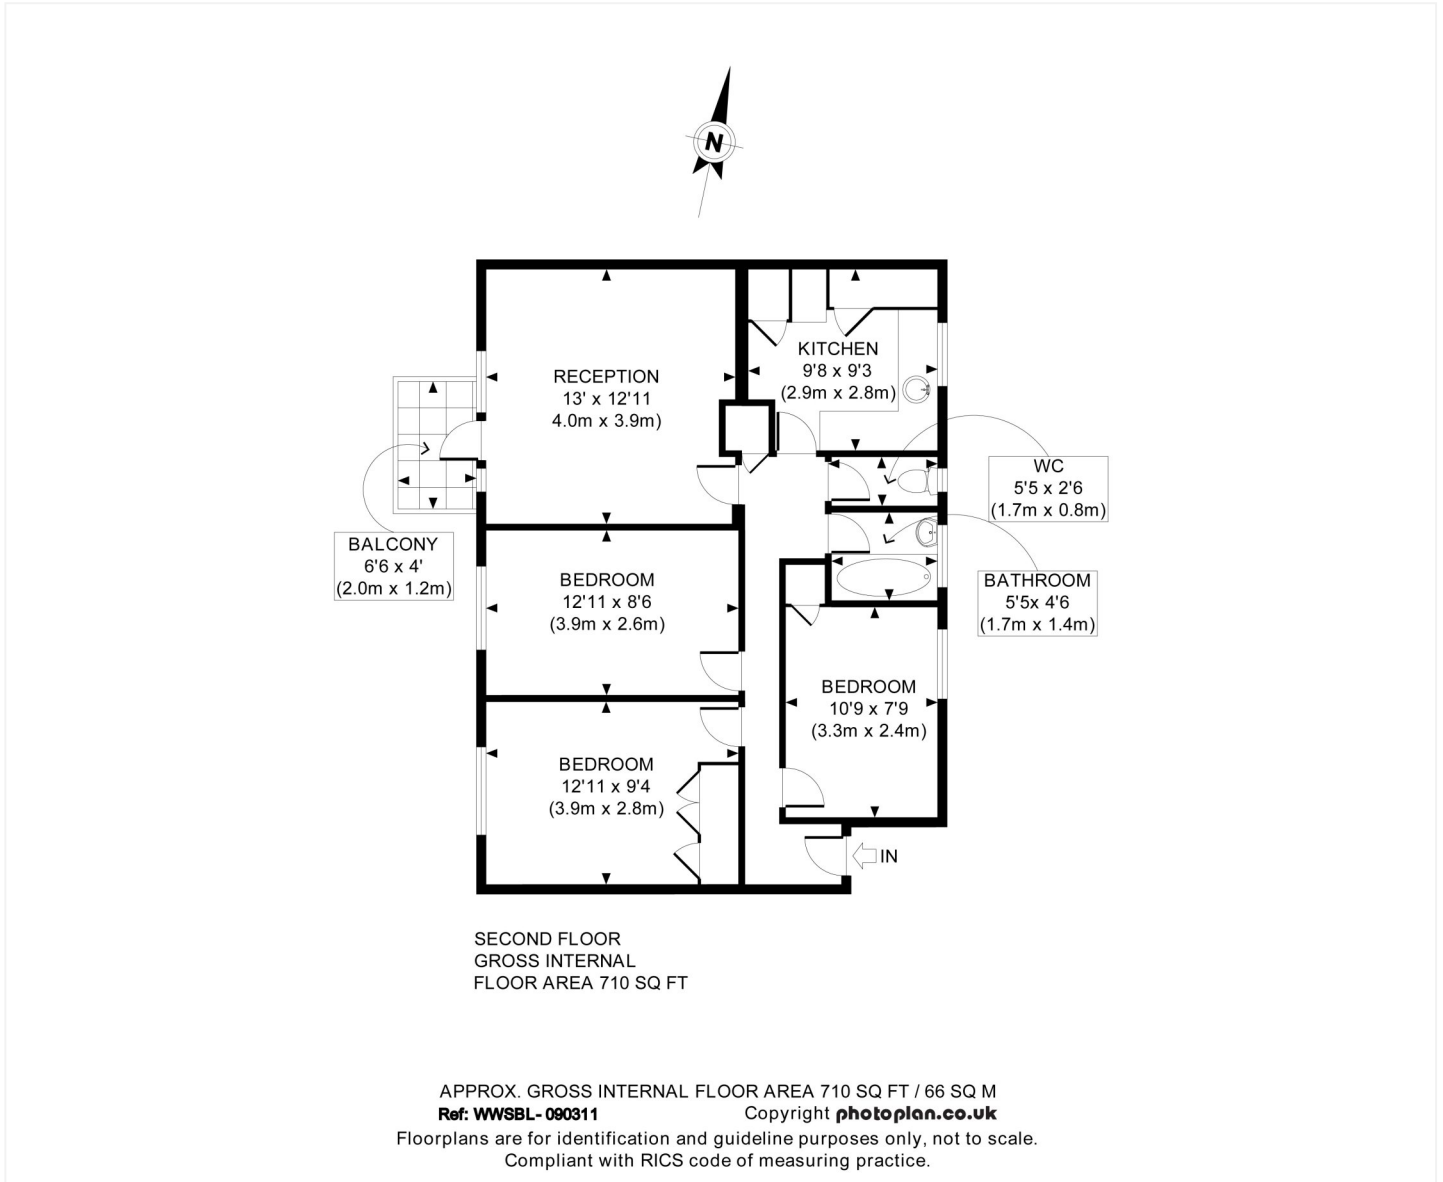 N
RECEPTION
13' x 12'11
4.0m x 3.9m)
KITCHEN
9'8 x 9'3
(2.9m x 2.8m)
WC
5'5 x 2'6
(1.7m x 0.8m)
BALCONY
6'6 x 4'
(2.0m x 1.2m)
BEDROOM
12'11 x 8'6
(3.9m x 2.6m)
BATHROOM
5'5x 4'6
(1.7m x 1.4m)
BEDROOM
10'9 x 7'9
(3.3m x 2.4m)
BEDROOM
12'11 x 9'4
(3.9m x 2.8m)
IN
SECOND FLOOR
GROSS INTERNAL
FLOOR AREA 710 SQ FT
APPROX. GROSS INTERNAL FLOOR AREA 710 SQ FT / 66 SQ M
Ref: WWSBL- 090311 Copyright photoplan.co.uk
Floorplans are for identification and guideline purposes only, not to scale.
Compliant with RICS code of measuring practice.